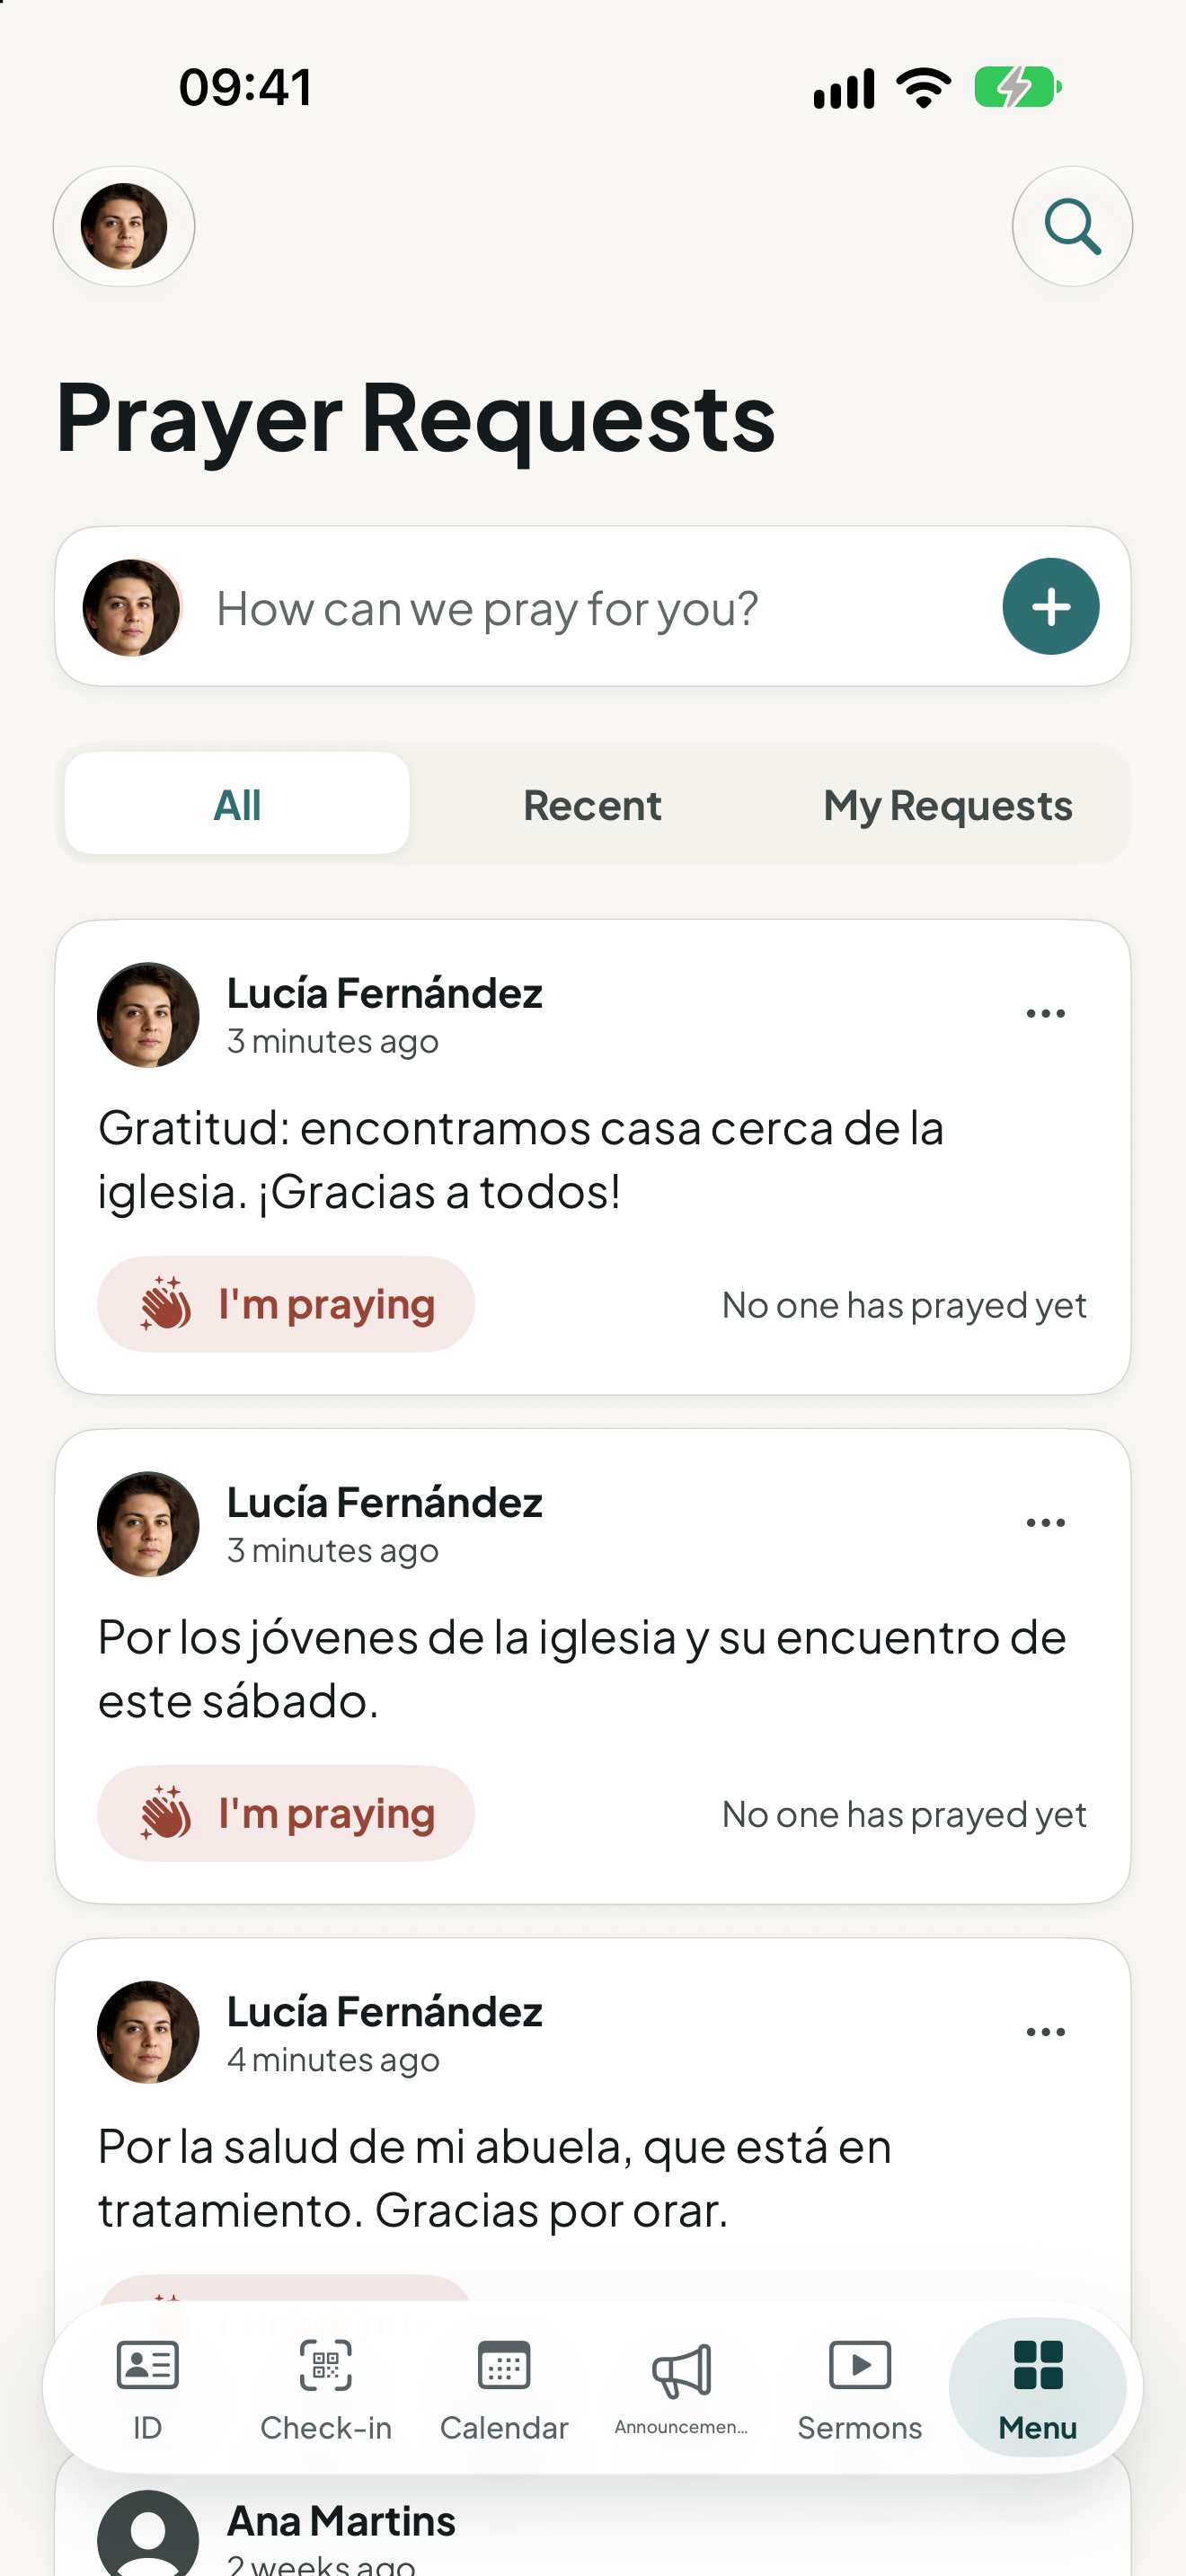 09:41
Prayer Requests
How can we pray for you?
All
Recent
My Requests
Lucía Fernández
3 minutes ago
Gratitud: encontramos casa cerca de la
iglesia. ¡Gracias a todos!
I'm praying
No one has prayed yet
Lucía Fernández
3 minutes ago
Por los jóvenes de la iglesia y su encuentro de
este sábado.
I'm praying
No one has prayed yet
Lucía Fernández
4 minutes ago
Por la salud de mi abuela, que está en
tratamiento. Gracias por orar.
ID
Check-in
Calendar
Announcemen...
Sermons
Menu
Ana Martins
2 weeks ago